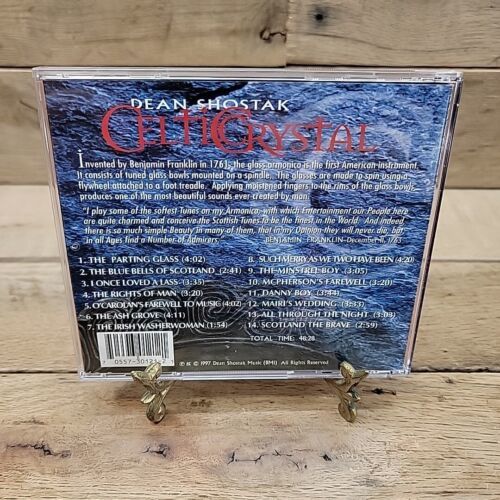 DEAN SHOSTAK
CELTIC CRYSTAL
Invented by Benjamin Franklin in 1761, the glass armonica is the first American instrument.
It consists of tuned glass bowls mounted on a spindle. The glasses are made to spin using a
flywheel attached to a foot treadle. Applying moistened fingers to the rims of the glass bowls,
produces one of the most beautiful sounds ever created by man.
"I play some of the softest Tunes on my Armonica, with which Entertainment our People here
are quite charmed and conceive the Scottish Tunes to be the finest in the World. And indeed
there is so much simple Beauty in many of them, that in my Opinion they will never die, but
in all Ages find a Number of Admirers."
BENJAMIN FRANKLIN-December 11, 1763
1. THE PARTING GLASS (4:02)
2. THE BLUE BELLS OF SCOTLAND (2:41)
3. I ONCE LOVED A LASS (3:35)
4. THE RIGHTS OF MAN (3:20)
5. O'CAROLAN'S FAREWELL TO MUSIC (4:02)
6. THE ASH GROVE (4:11)
7. THE IRISH WASHERWOMAN (1:54)
8. SUCH MERRY AS WE TWO HAVE BEEN (4:20)
9. THE MINSTREL BOY (3:05)
10. MCPHERSON'S FAREWELL (3:20)
11. DANNY BOY (3:44)
12. MAIRI'S WEDDING (3:33)
13. ALL THROUGH THE NIGHT (3:08)
14. SCOTLAND THE BRAVE (2:59)
TOTAL TIME: 48:28
7 0557-30123-2
℗ & © 1997 Dean Shostak Music (BMI) All Rights Reserved